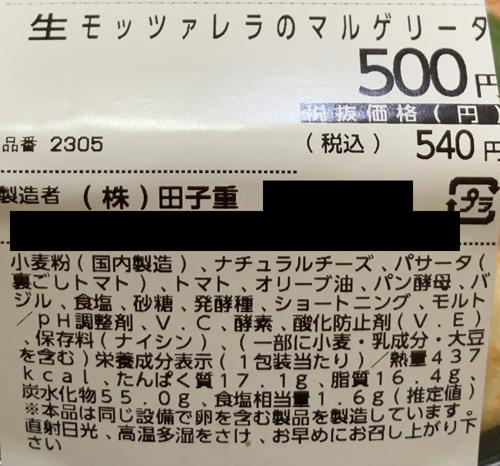 生モッツァレラのマルゲリータ
500円
税抜価格(円)
品番 2305 (税込) 540円
製造者 (株)田子重
プラ
小麦粉(国内製造)、ナチュラルチーズ、パサータ(
裏ごしトマト)、トマト、オリーブ油、パン酵母、バ
ジル、食塩、砂糖、発酵種、ショートニング、モルト
/pH調整剤、V.C、酵素、酸化防止剤(V.E)
、保存料(ナイシン)、(一部に小麦・乳成分・大豆
を含む)栄養成分表示(1包装当たり)/熱量437
kcal、たんぱく質17.1g、脂質16.4g、
炭水化物55.0g、食塩相当量1.6g(推定値)
※本品は同じ設備で卵を含む製品を製造しています。
直射日光、高温多湿をさけ、お早めにお召し上がり下
さい